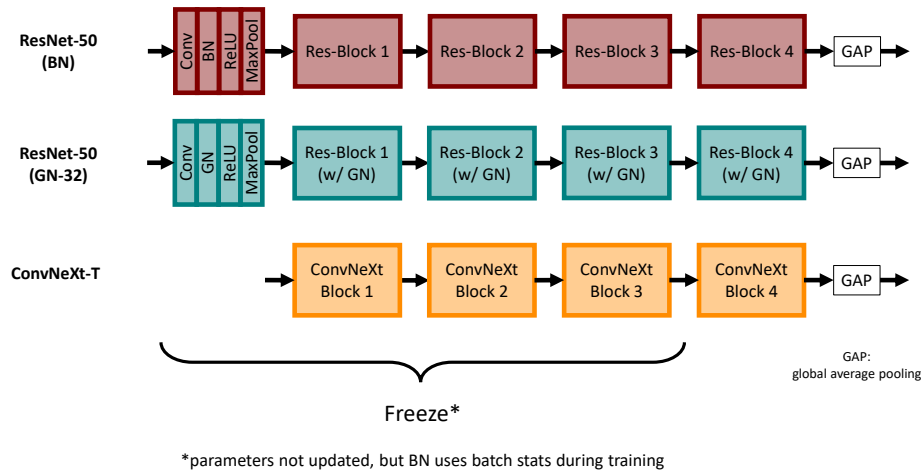 ResNet-50
(BN)
Conv
BN
ReLU
MaxPool
Res-Block 1
Res-Block 2
Res-Block 3
Res-Block 4
GAP
ResNet-50
(GN-32)
Conv
GN
ReLU
MaxPool
Res-Block 1
(w/ GN)
Res-Block 2
(w/ GN)
Res-Block 3
(w/ GN)
Res-Block 4
(w/ GN)
GAP
ConvNeXt-T
ConvNeXt
Block 1
ConvNeXt
Block 2
ConvNeXt
Block 3
ConvNeXt
Block 4
GAP
GAP:
global average pooling
Freeze*
*parameters not updated, but BN uses batch stats during training